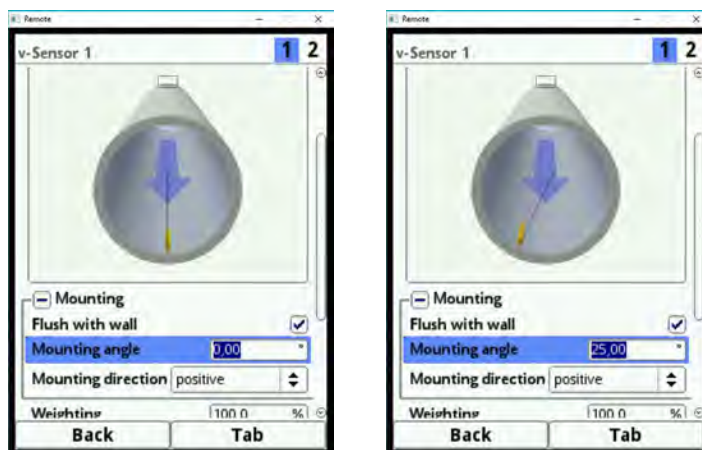 Remote
v-Sensor 1 1 2
Mounting
Flush with wall
Mounting angle 0,00 °
Mounting direction positive
Weighting 100.0 %
Back Tab
Remote
v-Sensor 1 1 2
Mounting
Flush with wall
Mounting angle 25,00 °
Mounting direction positive
Weighting 100.0 %
Back Tab